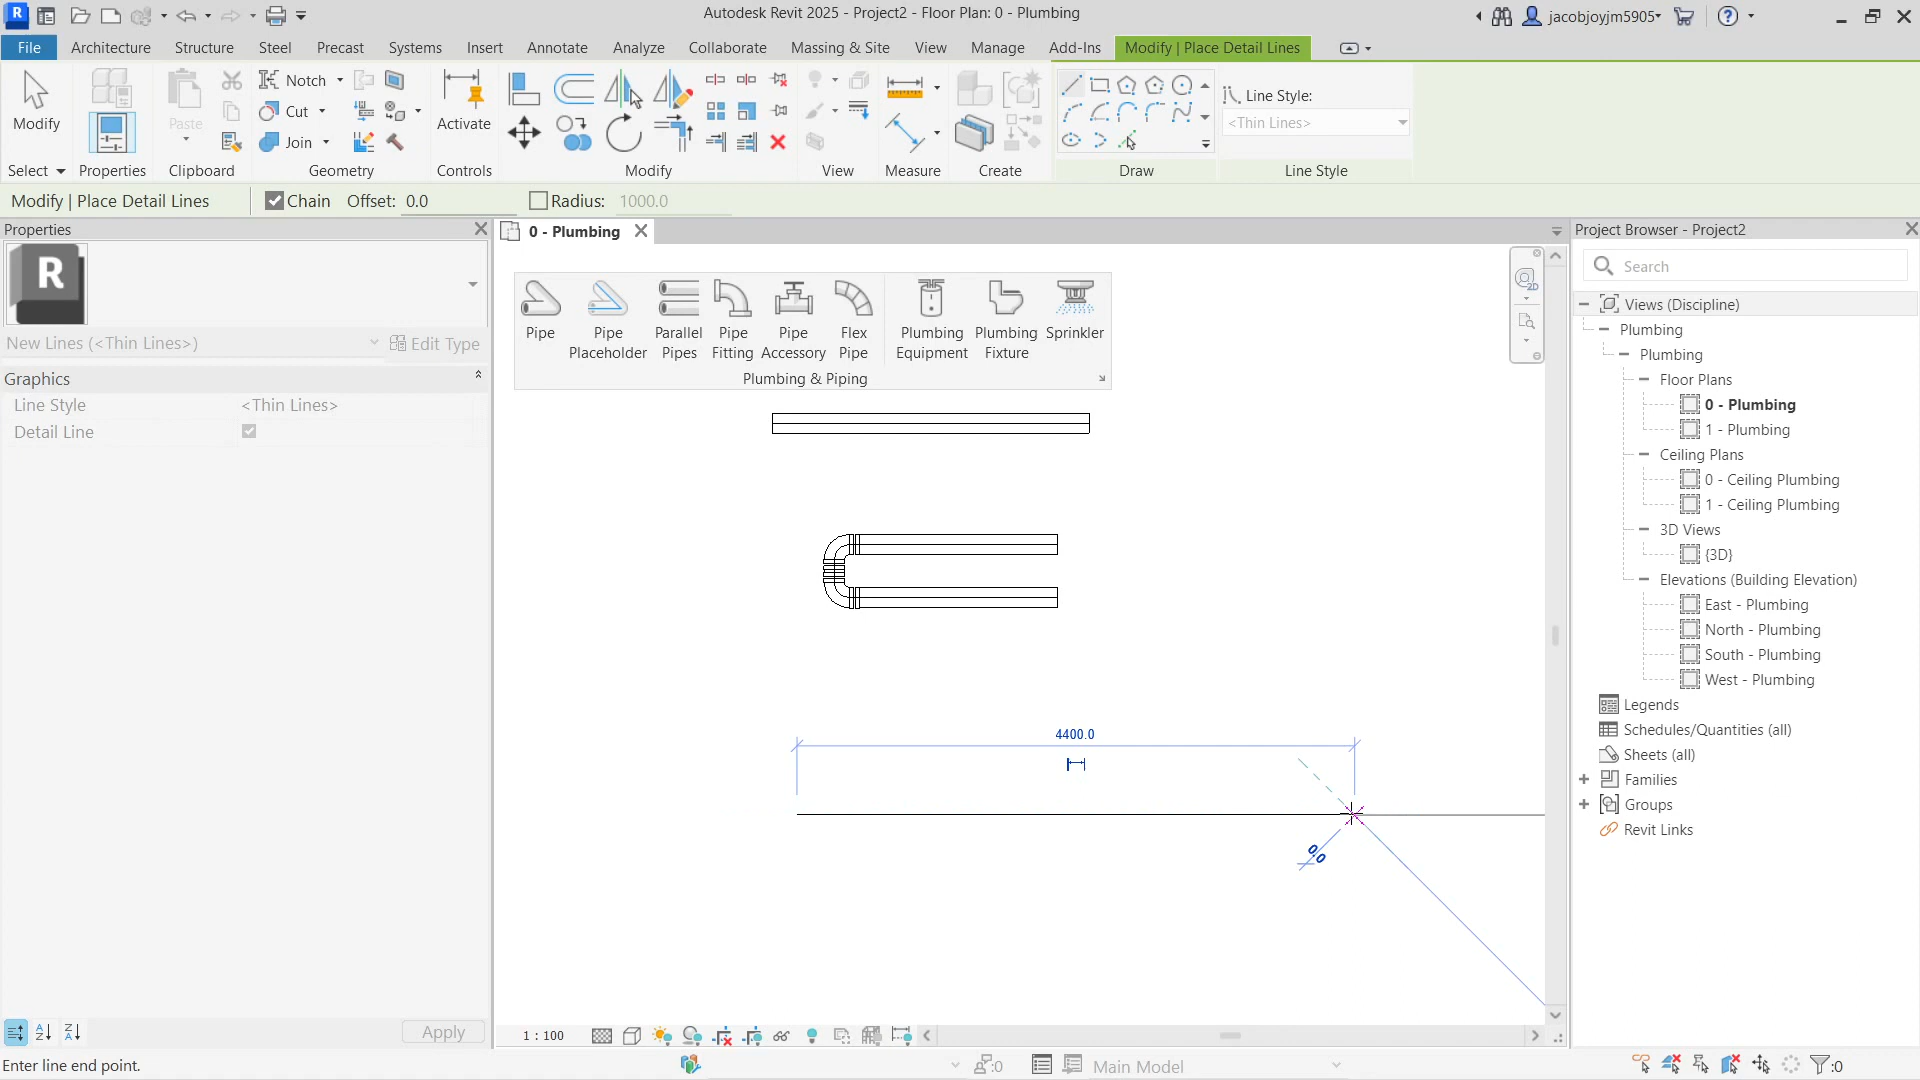 Autodesk Revit 2025 - Project2 - Floor Plan: 0 - Plumbing
jacobjoyjm5905
File Architecture Structure Steel Precast Systems Insert Annotate Analyze Collaborate Massing & Site View Manage Add-Ins Modify | Place Detail Lines
Modify
Paste
Notch
Cut
Join
Activate
Line Style:
<Thin Lines>
Select Properties Clipboard Geometry Controls Modify View Measure Create Draw Line Style
Modify | Place Detail Lines Chain Offset: 0.0 Radius: 1000.0
Properties
R
New Lines (<Thin Lines>) Edit Type
Graphics
Line Style <Thin Lines>
Detail Line
Apply
0 - Plumbing
Pipe
Pipe Placeholder
Parallel Pipes
Pipe Fitting
Pipe Accessory
Flex Pipe
Plumbing Equipment
Plumbing Fixture
Sprinkler
Plumbing & Piping
2D
4400.0
0.0
Project Browser - Project2
Search
Views (Discipline)
Plumbing
Plumbing
Floor Plans
0 - Plumbing
1 - Plumbing
Ceiling Plans
0 - Ceiling Plumbing
1 - Ceiling Plumbing
3D Views
{3D}
Elevations (Building Elevation)
East - Plumbing
North - Plumbing
South - Plumbing
West - Plumbing
Legends
Schedules/Quantities (all)
Sheets (all)
Families
Groups
Revit Links
1 : 100
Enter line end point.
:0
Main Model
:0